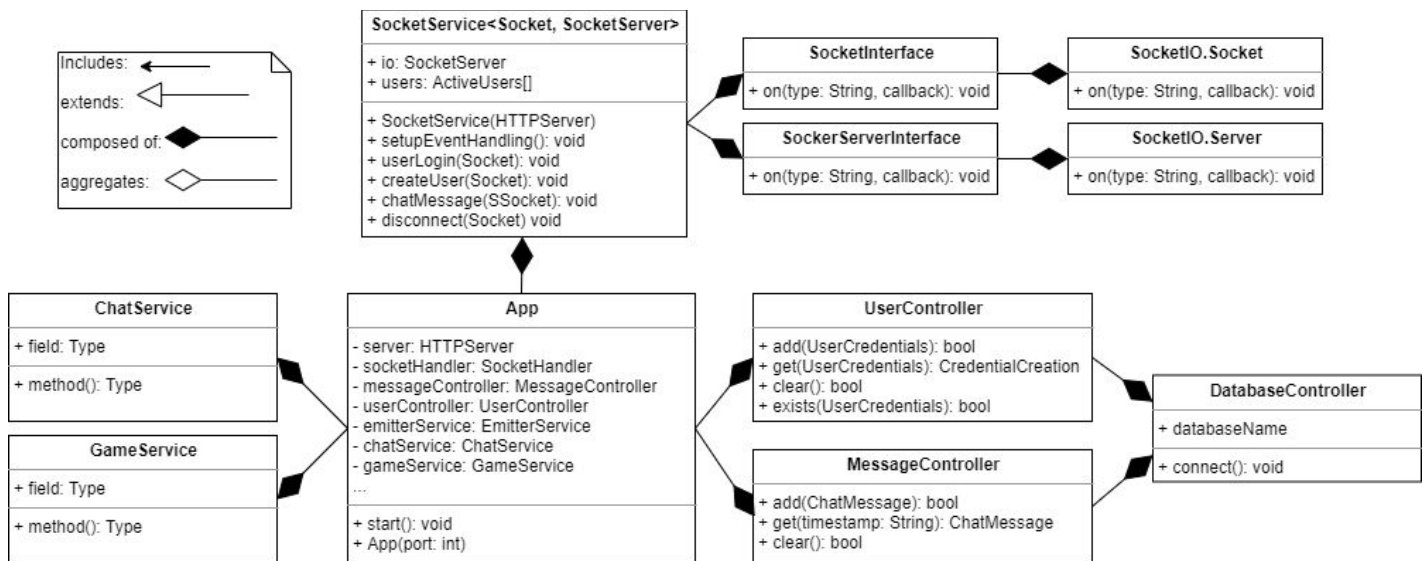 Includes:
extends:
composed of:
aggregates:
SocketService<Socket, SocketServer>
+ io: SocketServer
+ users: ActiveUsers[]
+ SocketService(HTTPServer)
+ setupEventHandling(): void
+ userLogin(Socket): void
+ createUser(Socket): void
+ chatMessage(SSocket): void
+ disconnect(Socket) void
SocketInterface
+ on(type: String, callback): void
SocketIO.Socket
+ on(type: String, callback): void
SockerServerInterface
+ on(type: String, callback): void
SocketIO.Server
+ on(type: String, callback): void
ChatService
+ field: Type
+ method(): Type
GameService
+ field: Type
+ method(): Type
App
- server: HTTPServer
- socketHandler: SocketHandler
- messageController: MessageController
- userController: UserController
- emitterService: EmitterService
- chatService: ChatService
- gameService: GameService
...
+ start(): void
+ App(port: int)
UserController
+ add(UserCredentials): bool
+ get(UserCredentials): CredentialCreation
+ clear(): bool
+ exists(UserCredentials): bool
MessageController
+ add(ChatMessage): bool
+ get(timestamp: String): ChatMessage
+ clear(): bool
DatabaseController
+ databaseName
+ connect(): void